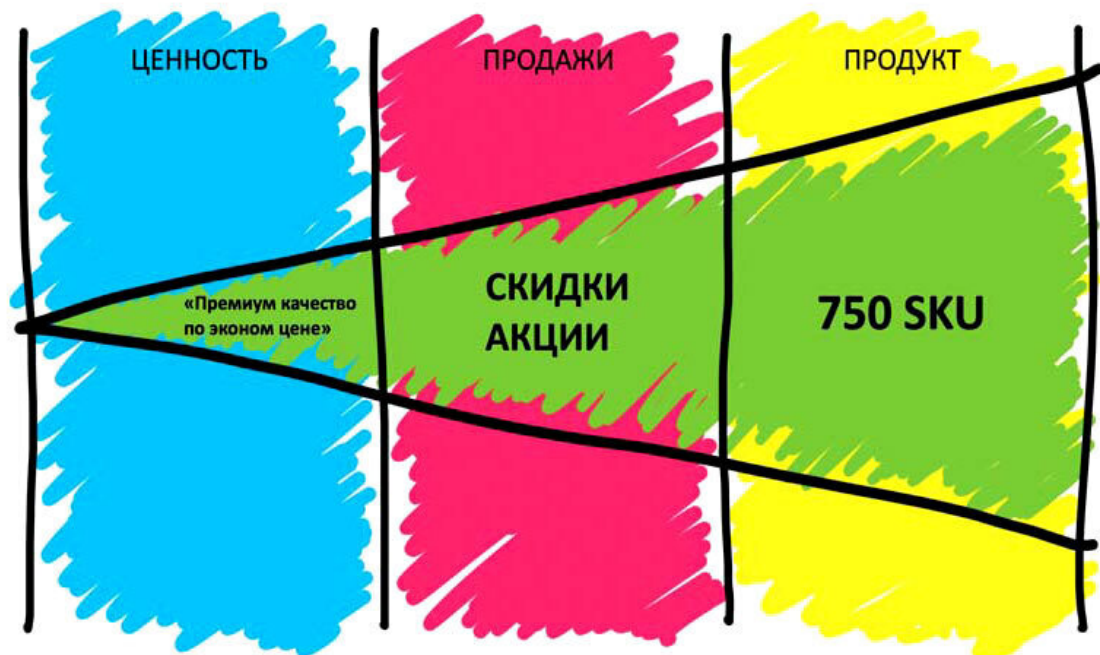 ЦЕННОСТЬ
ПРОДАЖИ
ПРОДУКТ
«Премиум качество
по эконом цене»
СКИДКИ
АКЦИИ
750 SKU